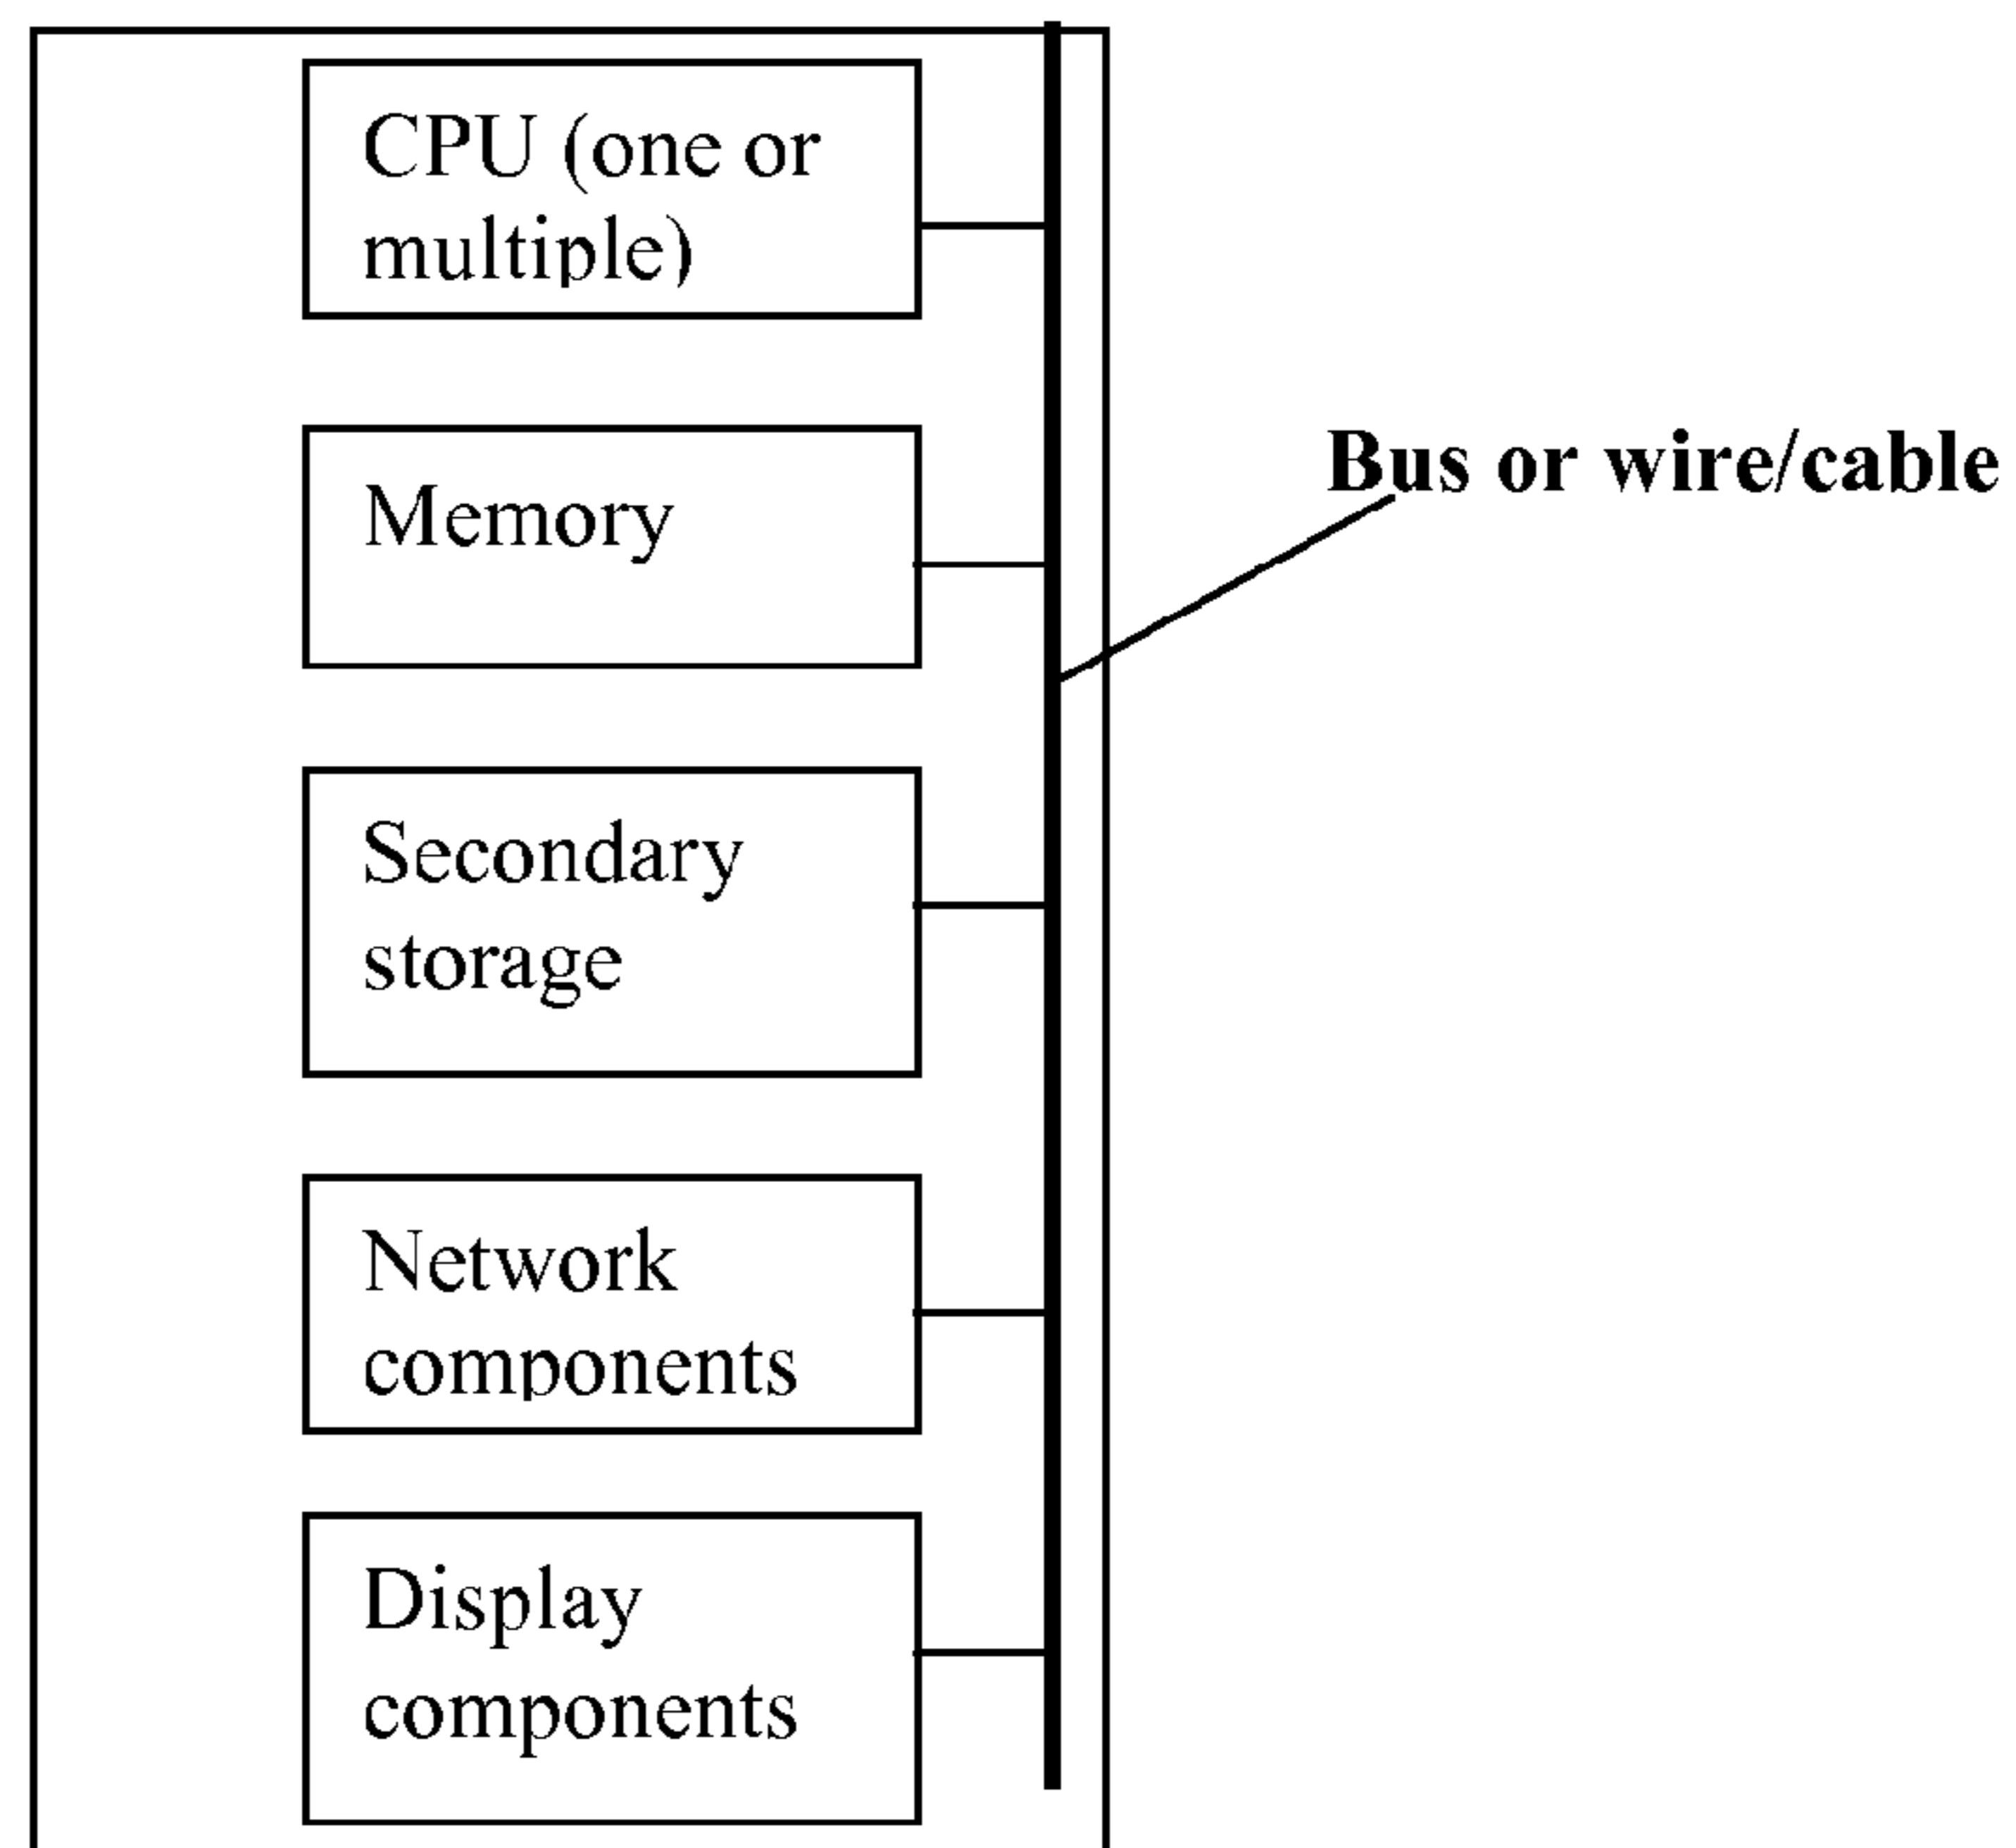 CPU (one or
multiple)
Memory
Bus or wire/cable
Secondary
storage
Network
components
Display
components